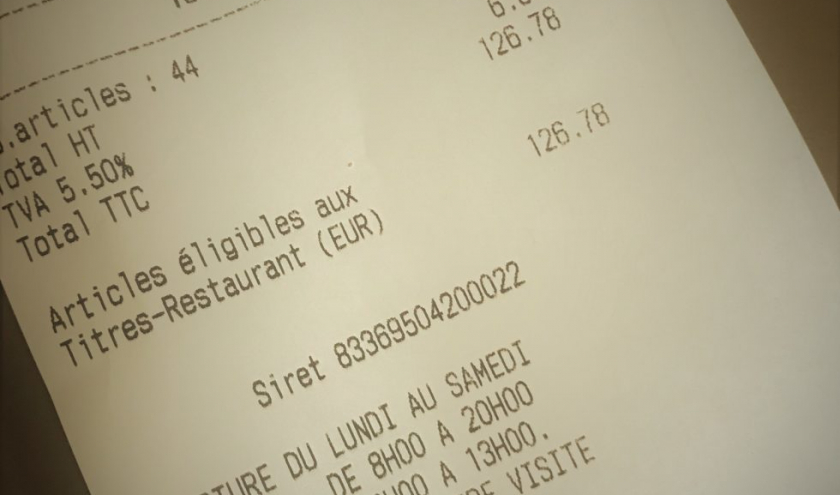 .articles : 44
otal HT
TVA 5.50%
Total TTC 126.78
Articles éligibles aux
Titres-Restaurant (EUR) 126.78
Siret 83369504200022
TURE DU LUNDI AU SAMEDI
DE 8H00 A 20H00
A 13H00.
DE VISITE